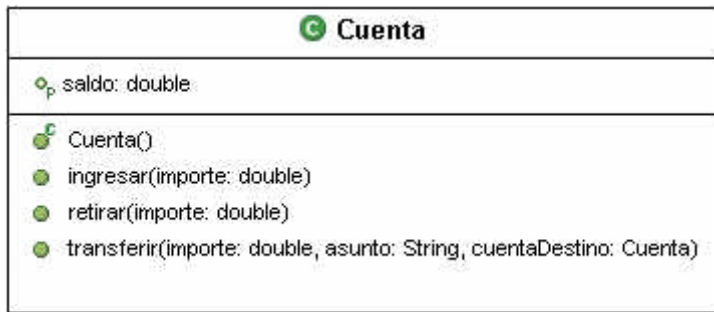 C Cuenta
P saldo: double
C Cuenta()
ingresar(importe: double)
retirar(importe: double)
transferir(importe: double, asunto: String, cuentaDestino: Cuenta)